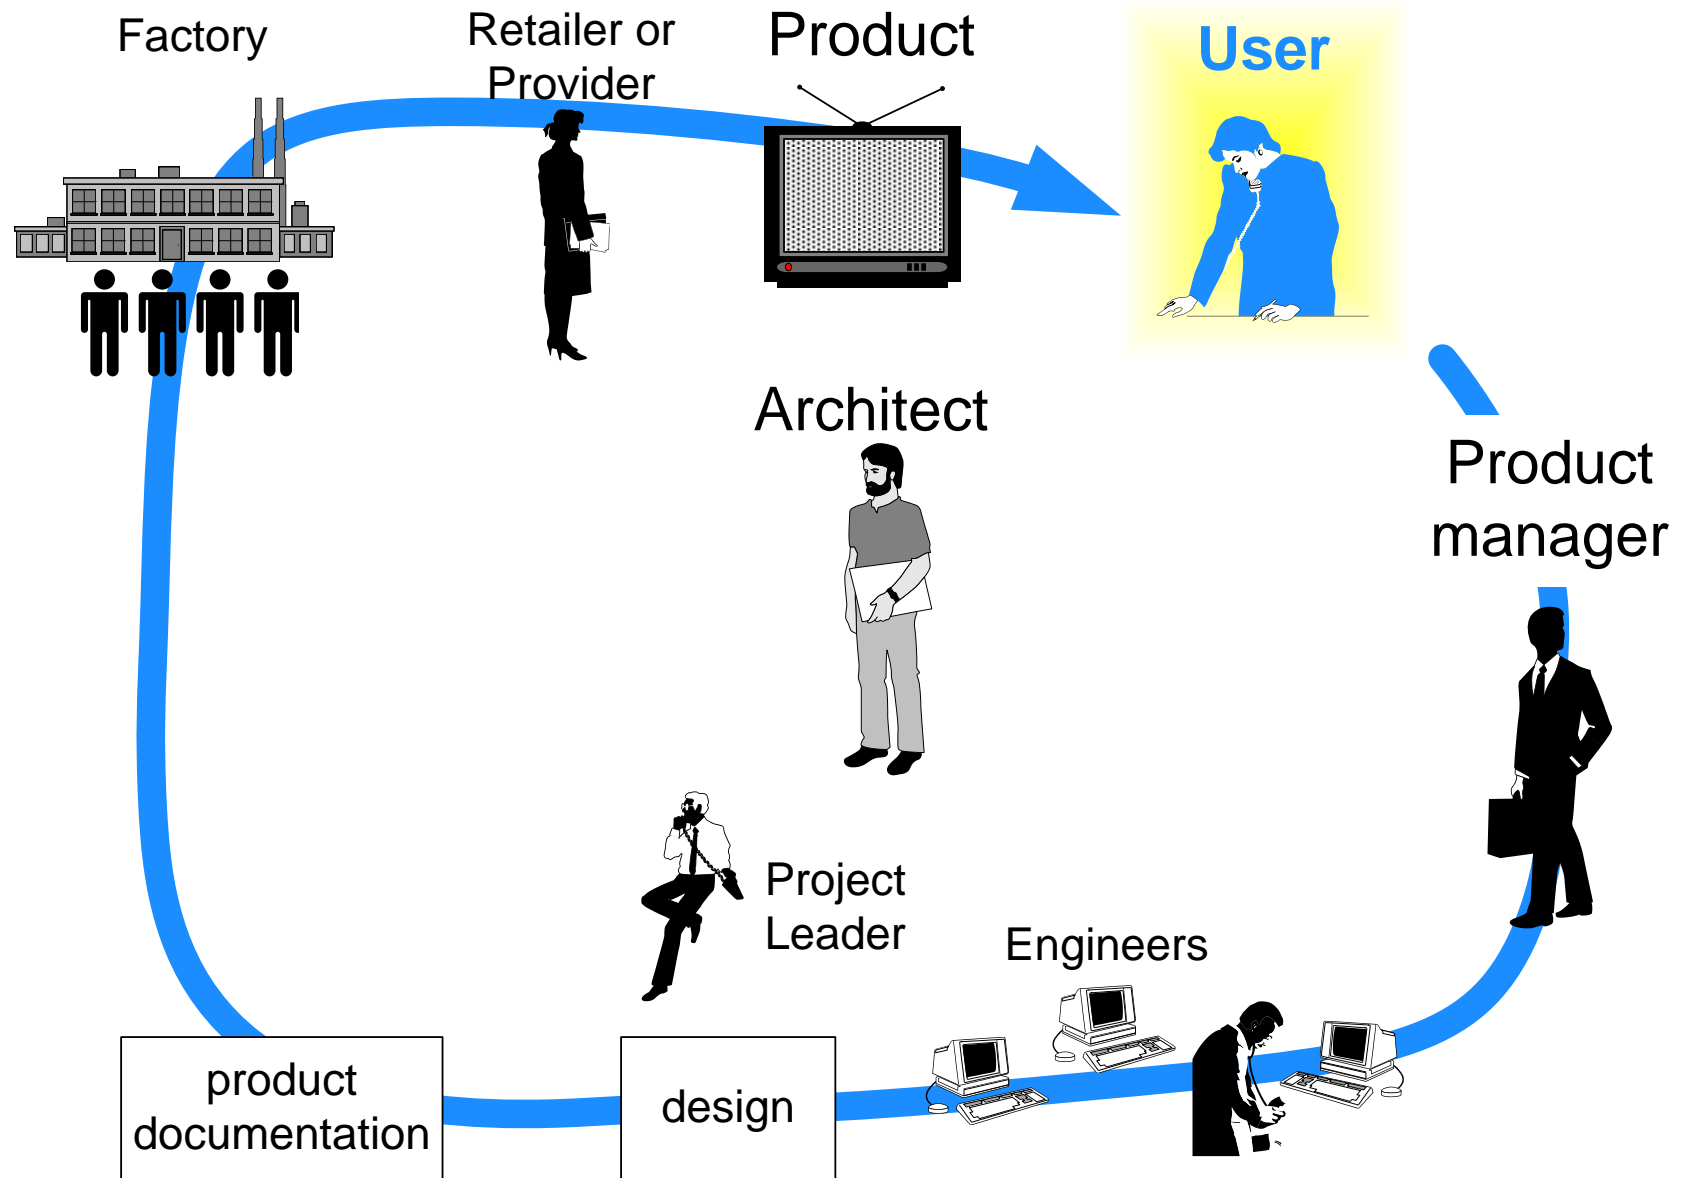 Factory
Retailer or
Provider
Product
User
Architect
Product
manager
Project
Leader
Engineers
product
documentation
design